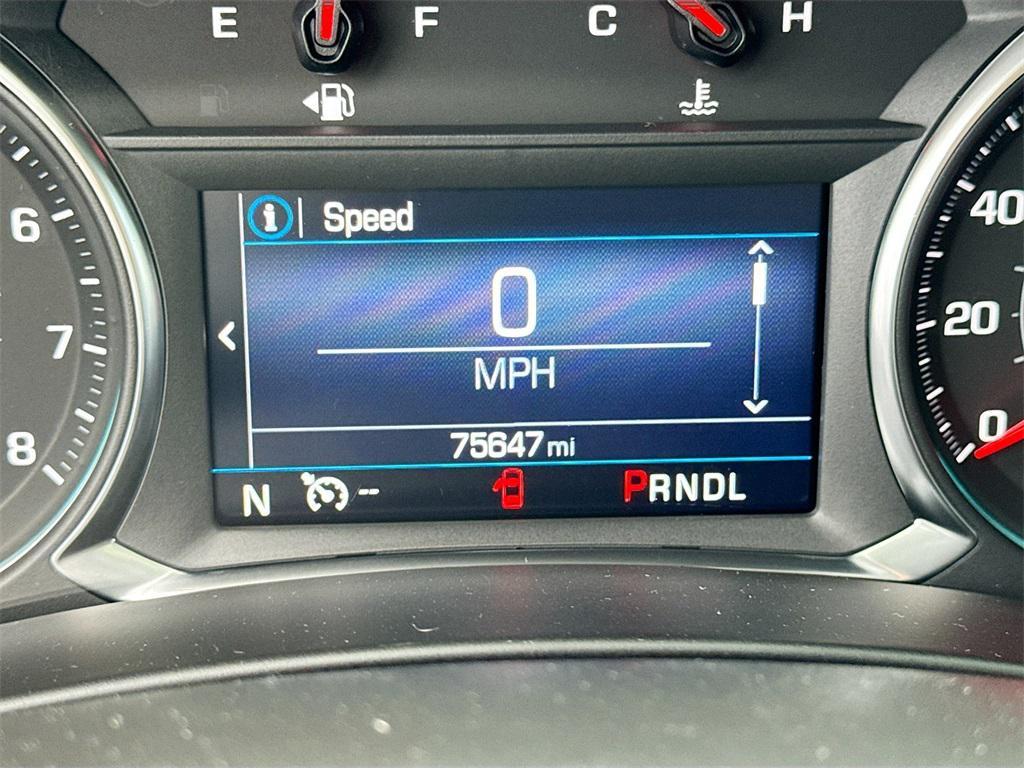 E F C H
i Speed
6
40
0
7
20
MPH
0
8
75647 mi
N -- PRNDL